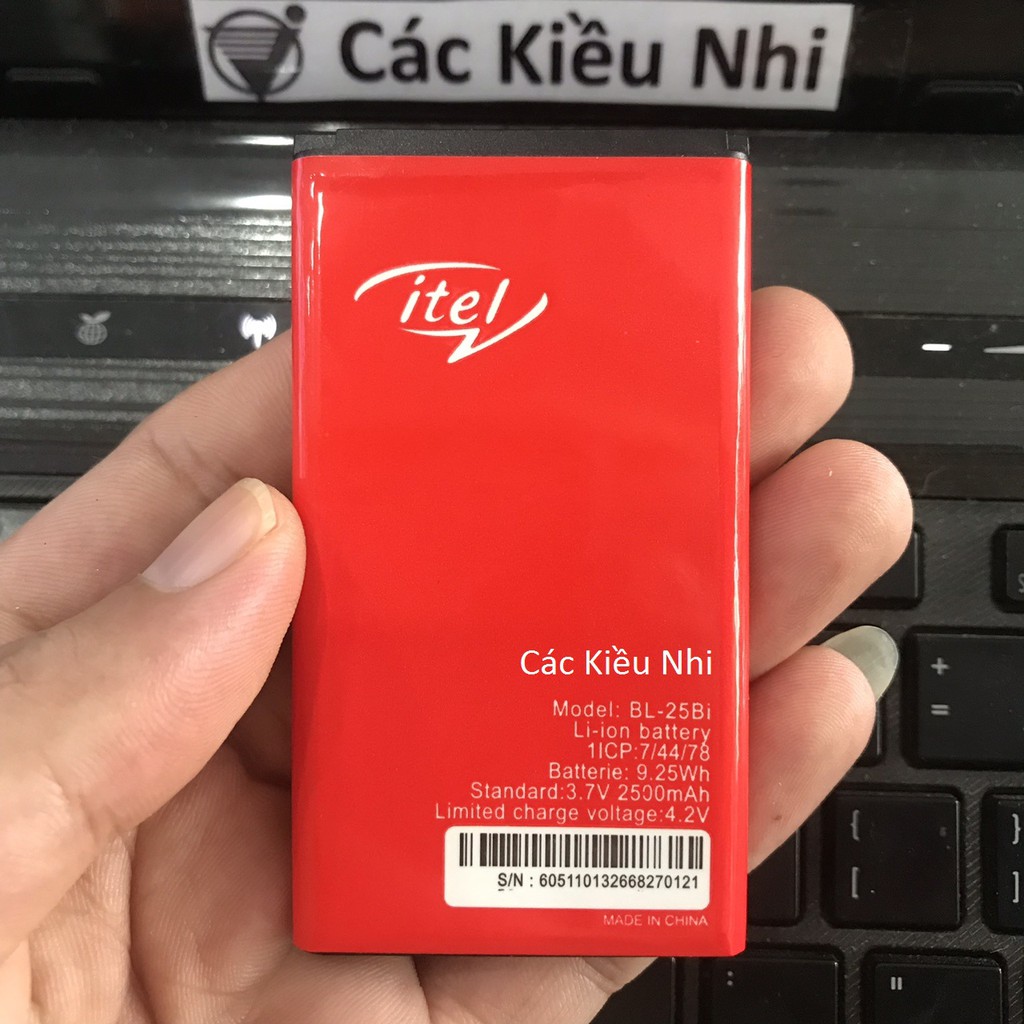 Các Kiều Nhi
itel
Các Kiều Nhi
Model: BL-25Bi
Li-ion battery
1ICP:7/44/78
Batterie: 9.25Wh
Standard:3.7V 2500mAh
Limited charge voltage:4.2V
S/N : 605110132668270121
MADE IN CHINA
+
=
{
[
}
]
:
"